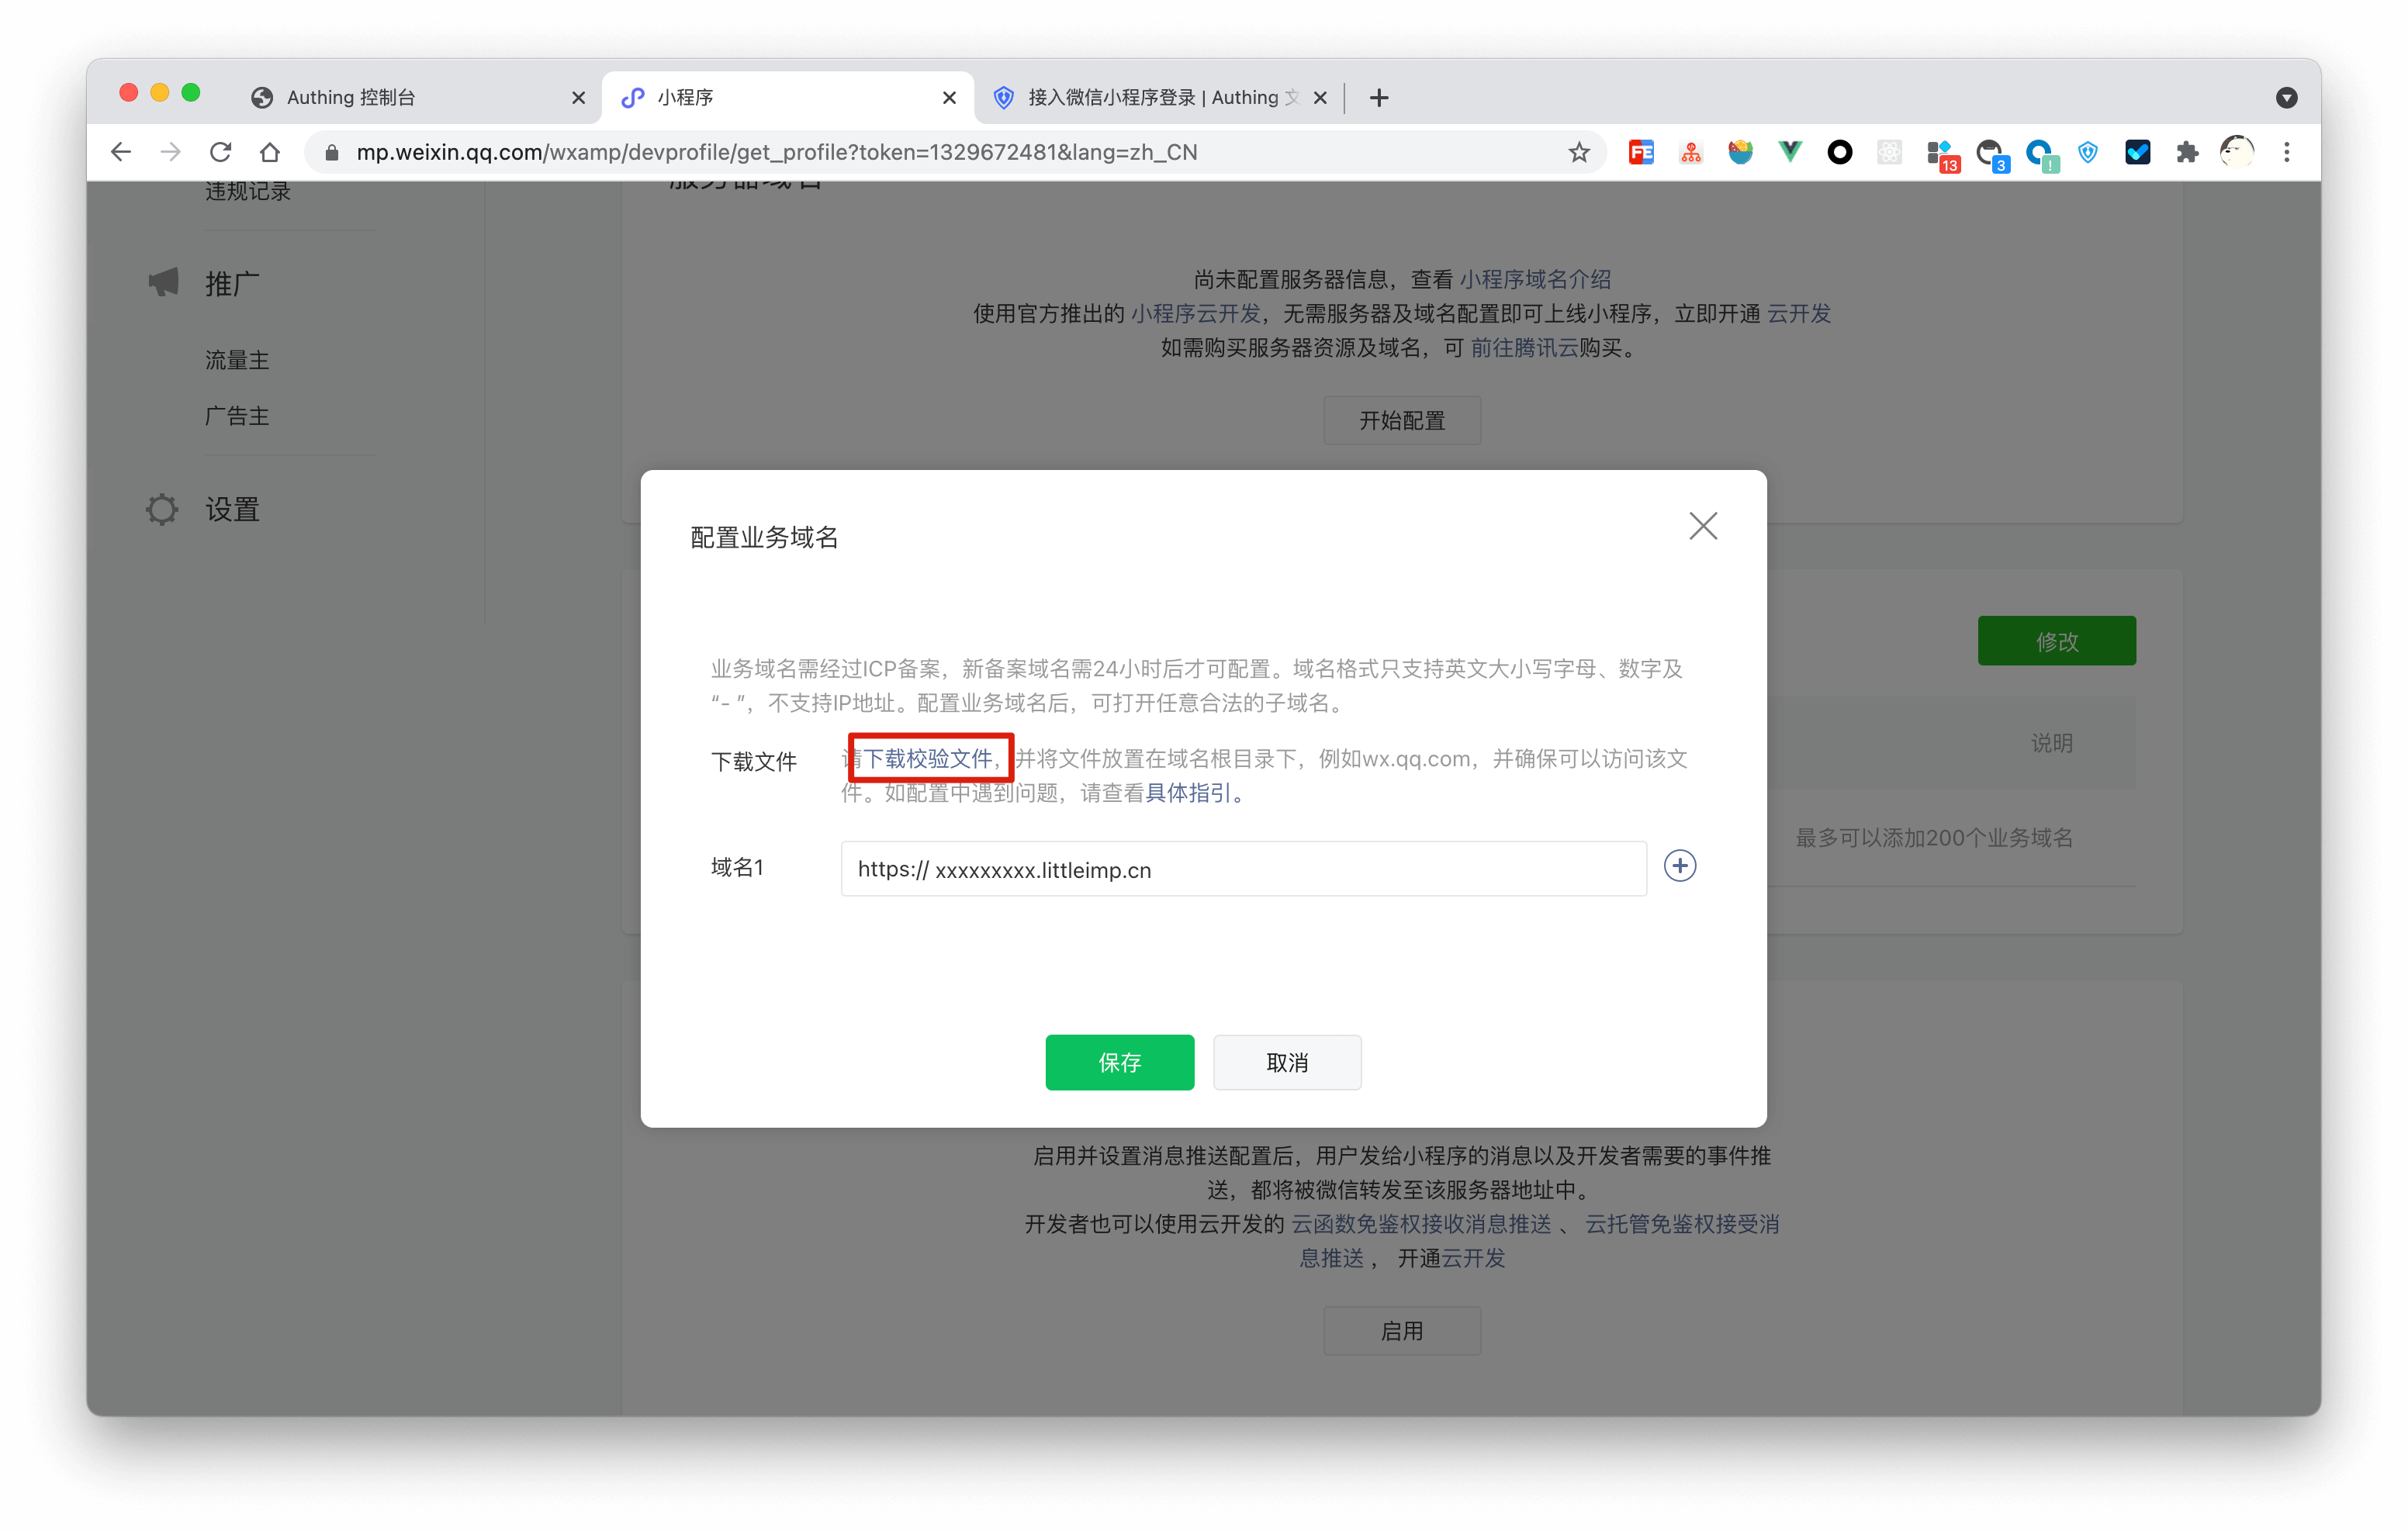 Authing 控制台
小程序
接入微信小程序登录 | Authing 文
mp.weixin.qq.com/wxamp/devprofile/get_profile?token=1329672481&lang=zh_CN
13
3
!
违规记录
服务器域名
推广
尚未配置服务器信息，查看 小程序域名介绍
使用官方推出的 小程序云开发，无需服务器及域名配置即可上线小程序，立即开通 云开发
如需购买服务器资源及域名，可 前往腾讯云购买。
流量主
广告主
开始配置
设置
配置业务域名
修改
业务域名需经过ICP备案，新备案域名需24小时后才可配置。域名格式只支持英文大小写字母、数字及
“- ”，不支持IP地址。配置业务域名后，可打开任意合法的子域名。
说明
下载文件
请下载校验文件，并将文件放置在域名根目录下，例如wx.qq.com，并确保可以访问该文
件。如配置中遇到问题，请查看具体指引。
最多可以添加200个业务域名
域名1
https:// xxxxxxxxx.littleimp.cn
保存
取消
启用并设置消息推送配置后，用户发给小程序的消息以及开发者需要的事件推
送，都将被微信转发至该服务器地址中。
开发者也可以使用云开发的 云函数免鉴权接收消息推送 、 云托管免鉴权接受消
息推送 ， 开通云开发
启用